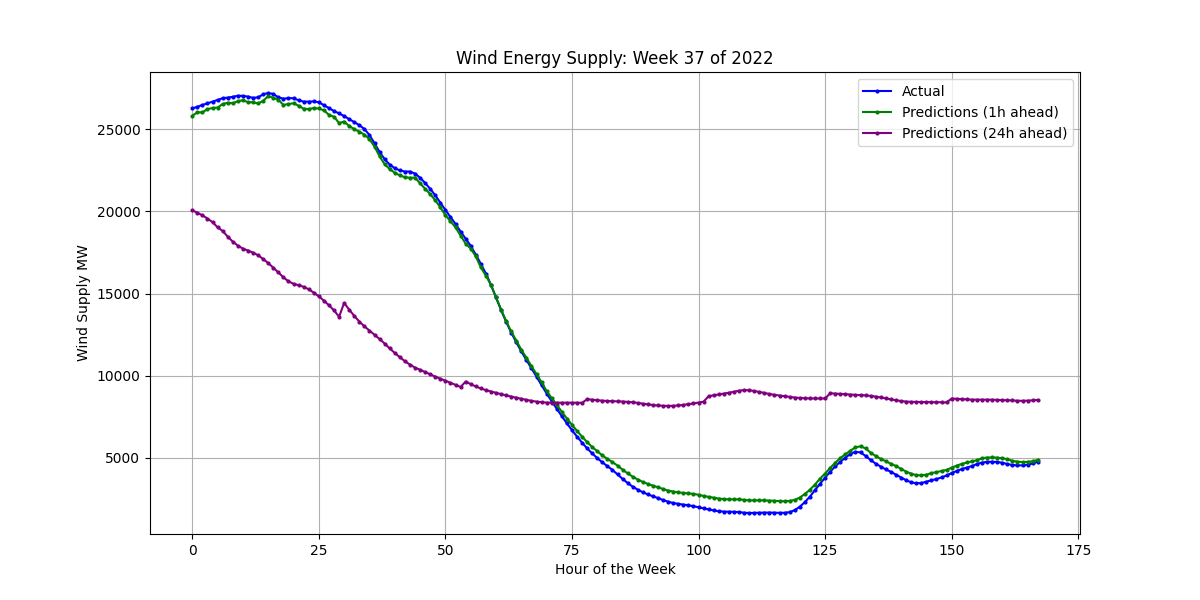 Wind Energy Supply: Week 37 of 2022
Actual
Predictions (1h ahead)
Predictions (24h ahead)
Wind Supply MW
25000
20000
15000
10000
5000
0 25 50 75 100 125 150 175
Hour of the Week